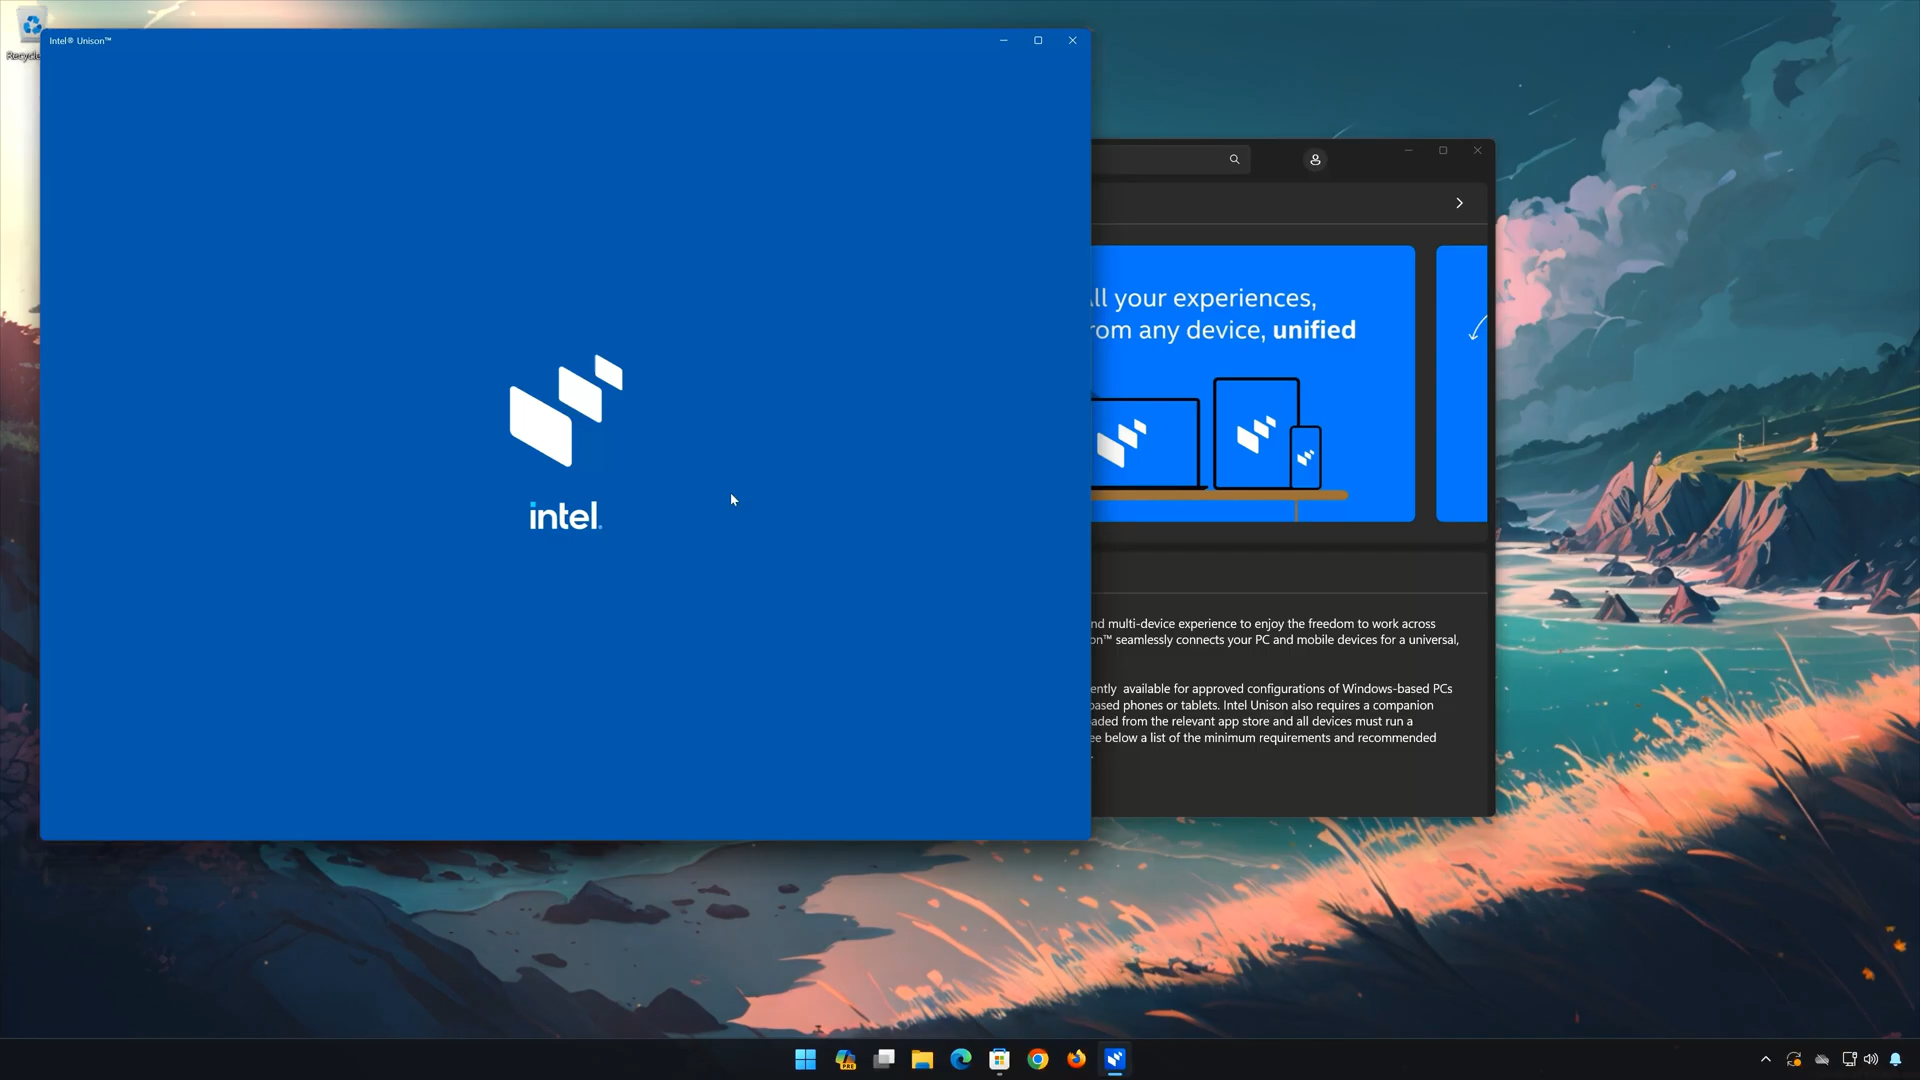 Recycle
Intel® Unison™
intel.
ll your experiences,
rom any device, unified
nd multi-device experience to enjoy the freedom to work across
on™ seamlessly connects your PC and mobile devices for a universal,
ently available for approved configurations of Windows-based PCs
based phones or tablets. Intel Unison also requires a companion
aded from the relevant app store and all devices must run a
ee below a list of the minimum requirements and recommended
PRE